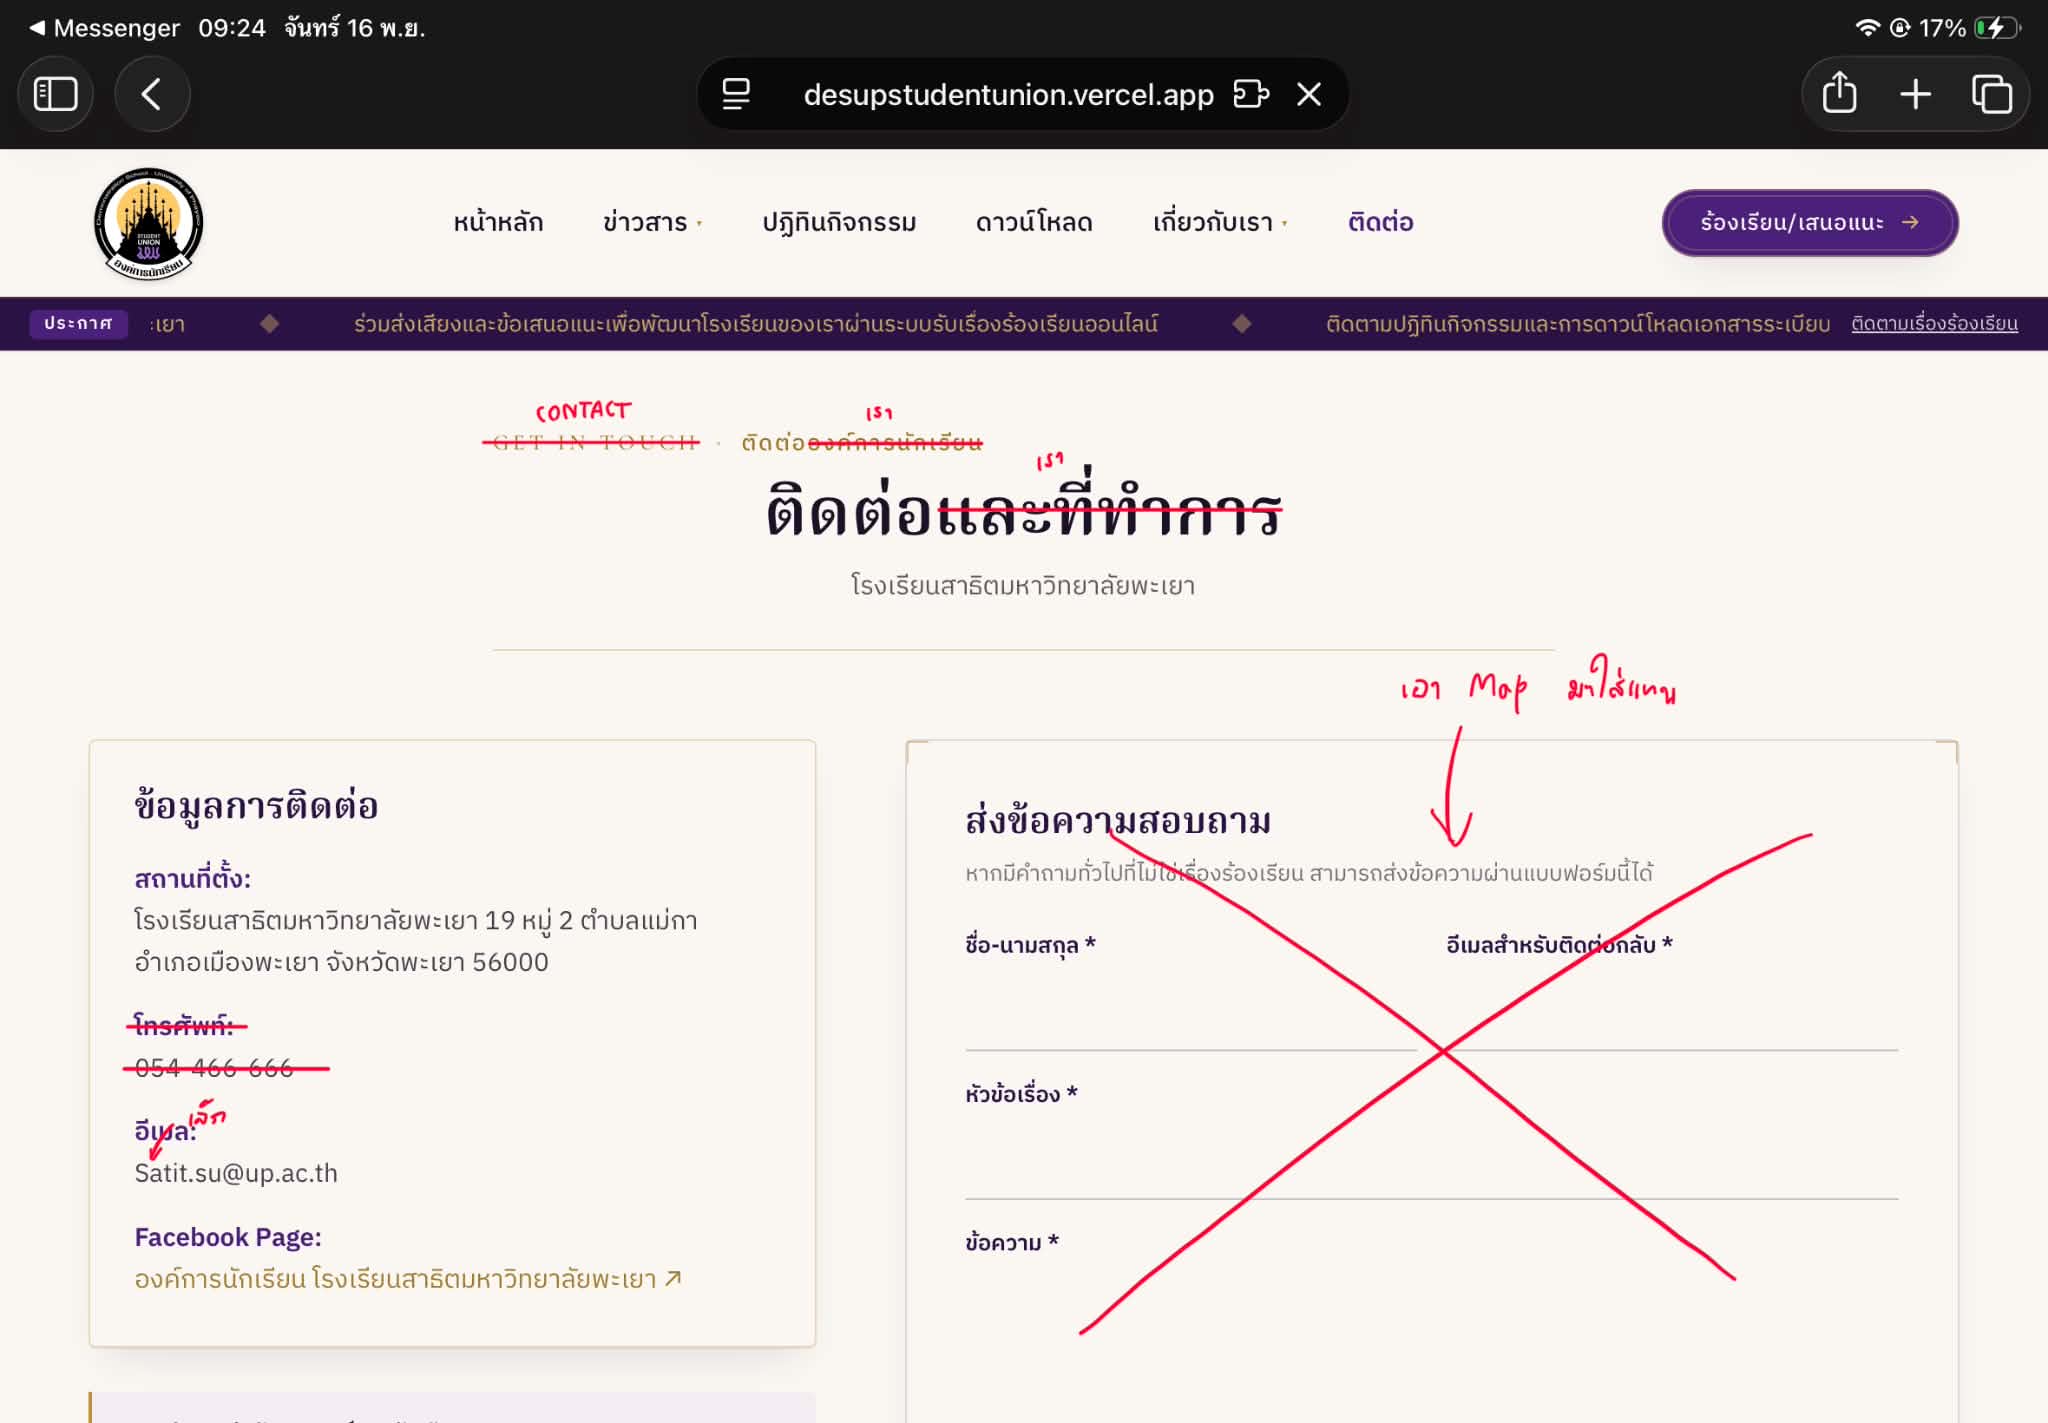 Messenger 09:24 จันทร์ 16 พ.ย. 17%
desupstudentunion.vercel.app
Demonstration School University of Phayao
STUDENT
UNION
องค์การนักเรียน
หน้าหลัก ข่าวสาร ปฏิทินกิจกรรม ดาวน์โหลด เกี่ยวกับเรา ติดต่อ ร้องเรียน/เสนอแนะ →
ประกาศ ะเยา ร่วมส่งเสียงและข้อเสนอแนะเพื่อพัฒนาโรงเรียนของเราผ่านระบบรับเรื่องร้องเรียนออนไลน์ ติดตามปฏิทินกิจกรรมและการดาวน์โหลดเอกสารระเบียบ ติดตามเรื่องร้องเรียน
CONTACT เรา
GET IN TOUCH · ติดต่อองค์การนักเรียน
เรา
ติดต่อและที่ทำการ
โรงเรียนสาธิตมหาวิทยาลัยพะเยา
เอา Map มาใส่แทน
ข้อมูลการติดต่อ
สถานที่ตั้ง:
โรงเรียนสาธิตมหาวิทยาลัยพะเยา 19 หมู่ 2 ตำบลแม่กา
อำเภอเมืองพะเยา จังหวัดพะเยา 56000
โทรศัพท์:
054-466-666
เล็ก
อีเมล:
Satit.su@up.ac.th
Facebook Page:
องค์การนักเรียน โรงเรียนสาธิตมหาวิทยาลัยพะเยา ↗
ส่งข้อความสอบถาม
หากมีคำถามทั่วไปที่ไม่ใช่เรื่องร้องเรียน สามารถส่งข้อความผ่านแบบฟอร์มนี้ได้
ชื่อ-นามสกุล * อีเมลสำหรับติดต่อกลับ *
หัวข้อเรื่อง *
ข้อความ *